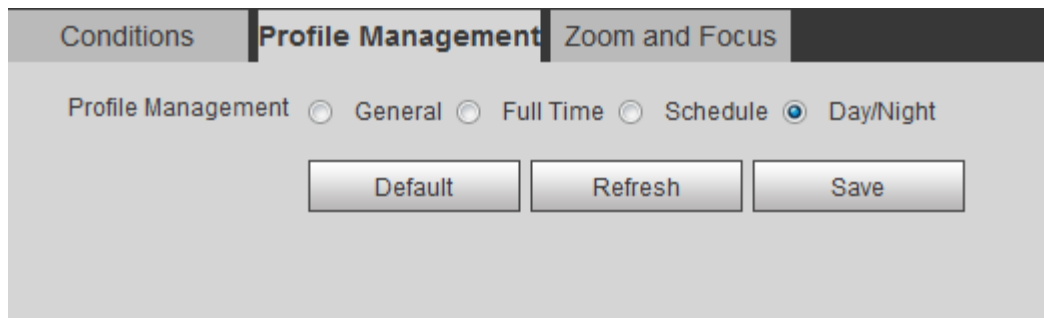 Conditions Profile Management Zoom and Focus
Profile Management General Full Time Schedule Day/Night
Default Refresh Save